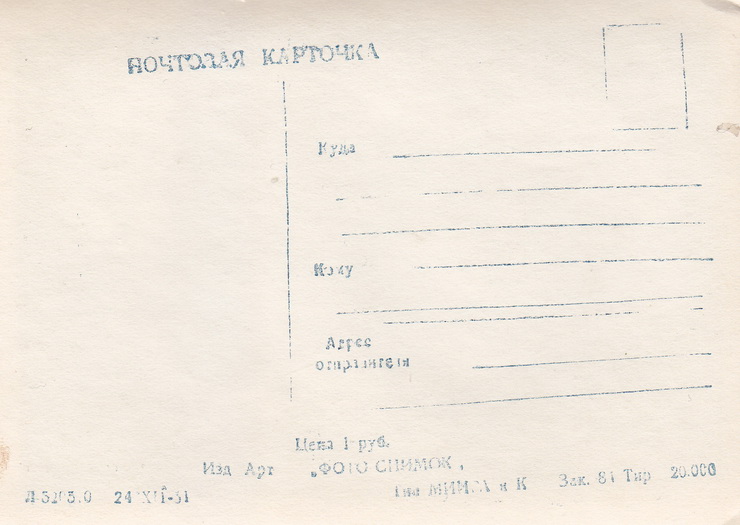 ПОЧТОВАЯ КАРТОЧКА
Куда
Кому
Адрес
отправителя
Цена 1 руб.
Изд Арт „ФОТО СНИМОК"
Тип и К Зак. 81 Тир 20.000
24 XII-51